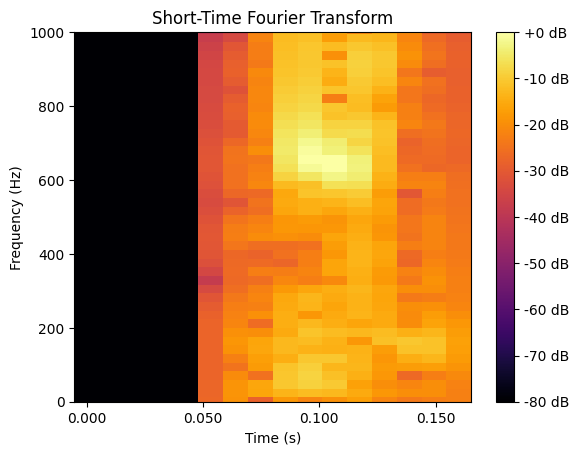 Short-Time Fourier Transform
Frequency (Hz)
1000
800
600
400
200
0
0.000
0.050
0.100
0.150
Time (s)
+0 dB
-10 dB
-20 dB
-30 dB
-40 dB
-50 dB
-60 dB
-70 dB
-80 dB